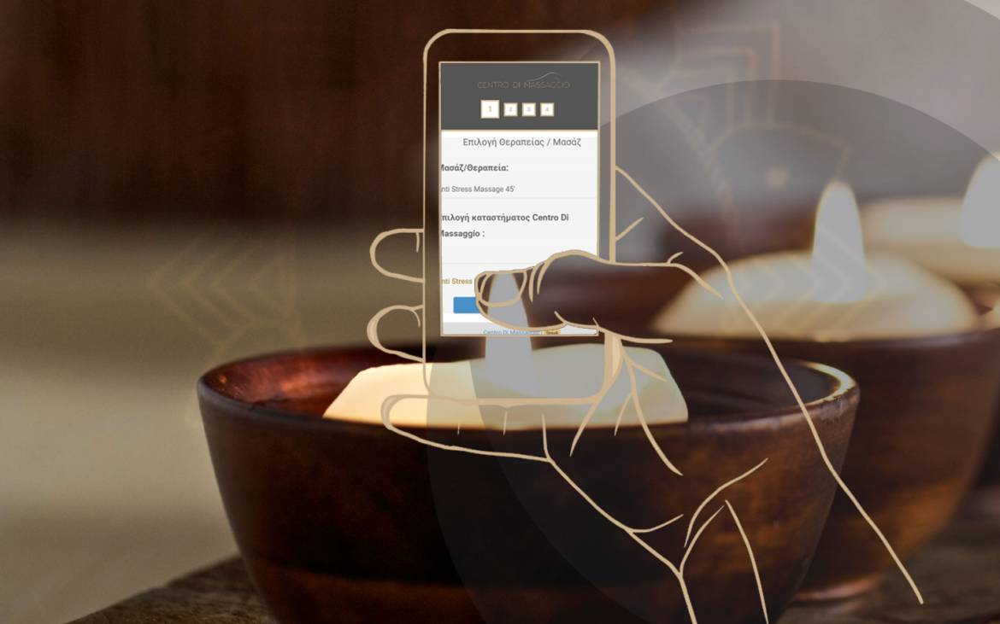 CENTRO DI MASSAGGIO
1 2 3 4
Επιλογή Θεραπείας / Μασάζ
Μασάζ/Θεραπεία:
nti Stress Massage 45'
πιλογή καταστήματος Centro Di
Massaggio :
nti Stress
Centro Di Massaggio